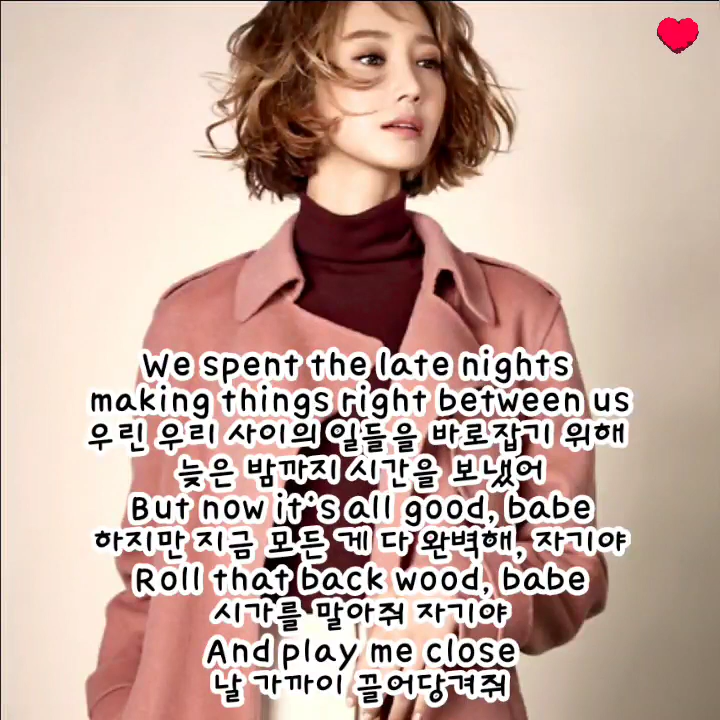 We spent the late nights
making things right between us
우린 우리 사이의 일들을 바로잡기 위해
늦은 밤까지 시간을 보냈어
But now it's all good, babe
하지만 지금 모든 게 다 완벽해, 자기야
Roll that back wood, babe
시가를 말아줘 자기야
And play me close
날 가까이 끌어당겨줘